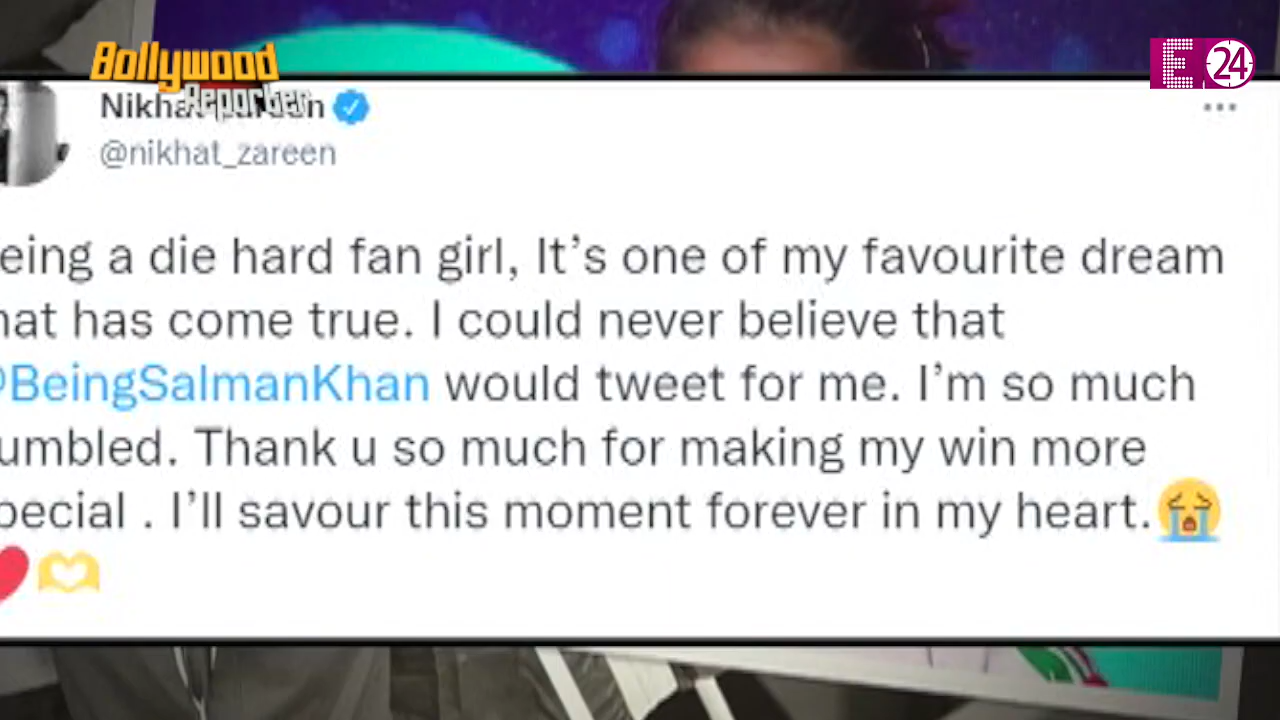 Bollywood
Reporter
E 24
@nikhat_zareen
eing a die hard fan girl, It's one of my favourite dream
hat has come true. I could never believe that
@BeingSalmanKhan would tweet for me. I'm so much
umbled. Thank u so much for making my win more
pecial . I'll savour this moment forever in my heart.😭
❤️🫶